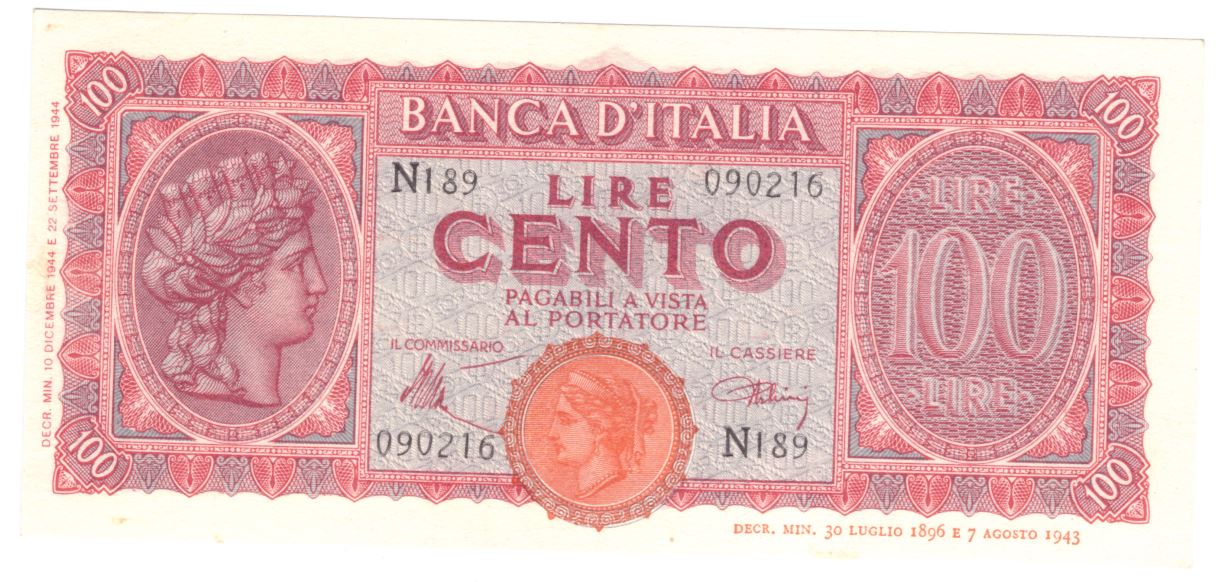 100
100
BANCA D'ITALIA
DECR. MIN. 10 DICEMBRE 1944 E 22 SETTEMBRE 1944
N189
LIRE
090216
CENTO
PAGABILI A VISTA
AL PORTATORE
IL COMMISSARIO
IL CASSIERE
090216
N189
LIRE
100
LIRE
100
100
DECR. MIN. 30 LUGLIO 1896 E 7 AGOSTO 1943